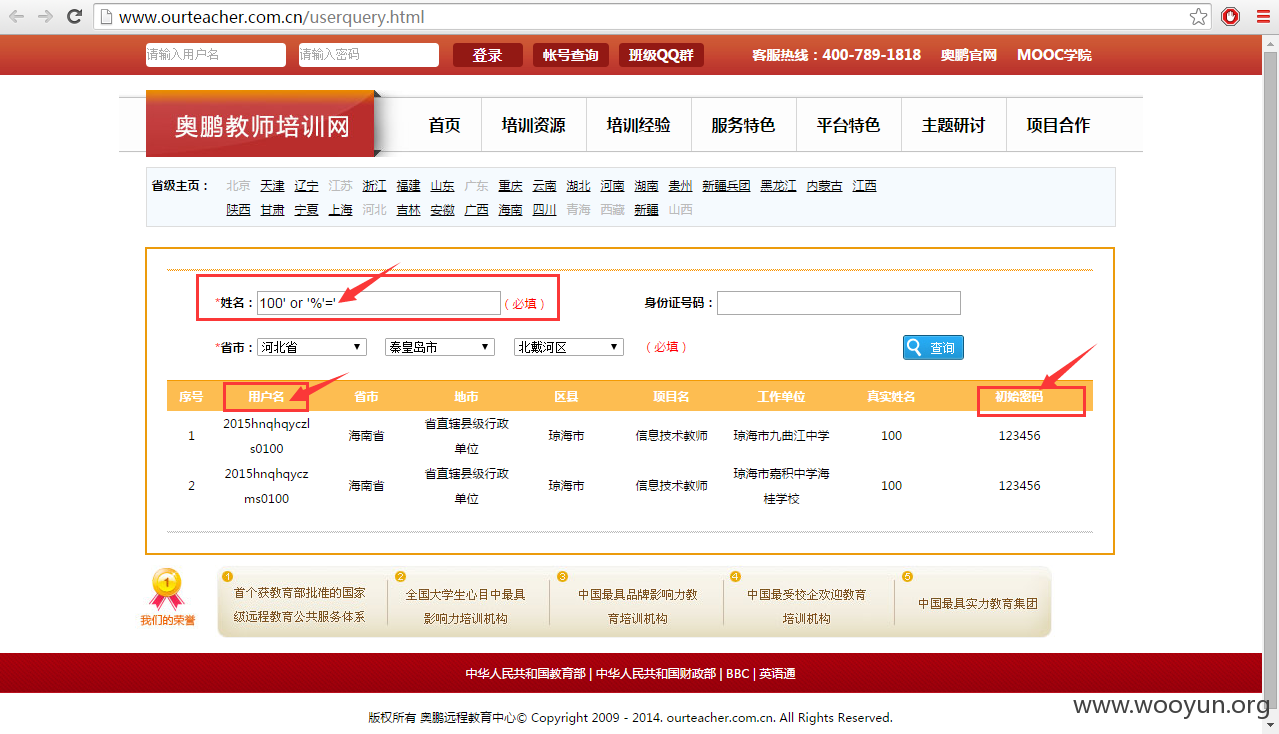 www.ourteacher.com.cn/userquery.html
请输入用户名 请输入密码 登录 帐号查询 班级QQ群 客服热线：400-789-1818 奥鹏官网 MOOC学院
奥鹏教师培训网 首页 培训资源 培训经验 服务特色 平台特色 主题研讨 项目合作
省级主页： 北京 天津 辽宁 江苏 浙江 福建 山东 广东 重庆 云南 湖北 河南 湖南 贵州 新疆兵团 黑龙江 内蒙古 江西
陕西 甘肃 宁夏 上海 河北 吉林 安徽 广西 海南 四川 青海 西藏 新疆 山西
*姓名： 100' or '%'=' （必填） 身份证号码：
*省市： 河北省 秦皇岛市 北戴河区 （必填） 查询
序号 用户名 省市 地市 区县 项目名 工作单位 真实姓名 初始密码
1 2015hnqhqyczls0100 海南省 省直辖县级行政单位 琼海市 信息技术教师 琼海市九曲江中学 100 123456
2 2015hnqhqyczms0100 海南省 省直辖县级行政单位 琼海市 信息技术教师 琼海市嘉积中学海桂学校 100 123456
1
我们的荣誉
1 首个获教育部批准的国家
级远程教育公共服务体系
2 全国大学生心目中最具
影响力培训机构
3 中国最具品牌影响力教
育培训机构
4 中国最受校企欢迎教育
培训机构
5 中国最具实力教育集团
中华人民共和国教育部 | 中华人民共和国财政部 | BBC | 英语通
版权所有 奥鹏远程教育中心© Copyright 2009 - 2014. ourteacher.com.cn. All Rights Reserved.
www.wooyun.org